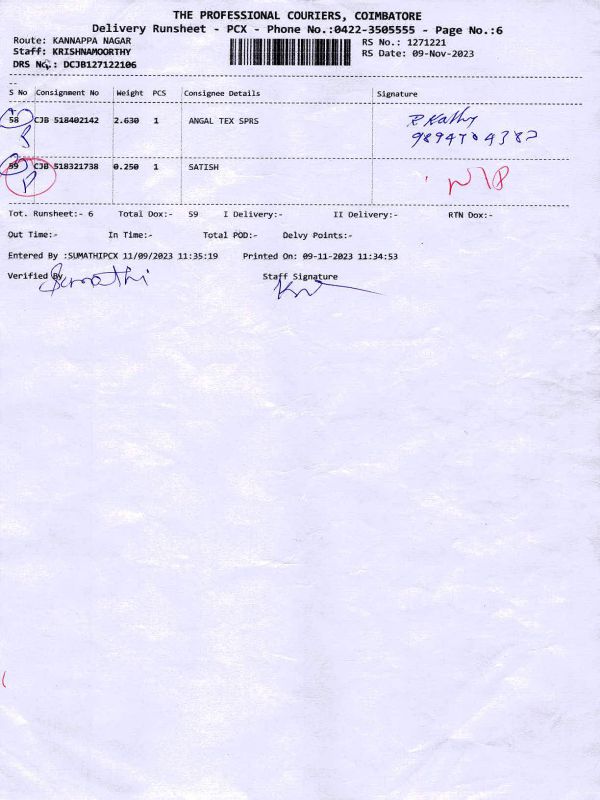 THE PROFESSIONAL COURIERS, COIMBATORE
Delivery Runsheet - PCX - Phone No.:0422-3505555 - Page No.:6
Route: KANNAPPA NAGAR
RS No.: 1271221
Staff: KRISHNAMOORTHY
RS Date: 09-Nov-2023
DRS No.: DCJB127122106
S No Consignment No Weight PCS Consignee Details Signature
58 CJB 518402142 2.630 1 ANGAL TEX SPRS
R Kathy
59 CJB 518321738 0.250 1 SATISH
Tot. Runsheet:- 6 Total Dox:- 59 I Delivery:- II Delivery:- RTN Dox:-
Out Time:- In Time:- Total POD:- Delvy Points:-
Entered By :SUMATHIPCX 11/09/2023 11:35:19 Printed On: 09-11-2023 11:34:53
Verified By Staff Signature
Sumathi